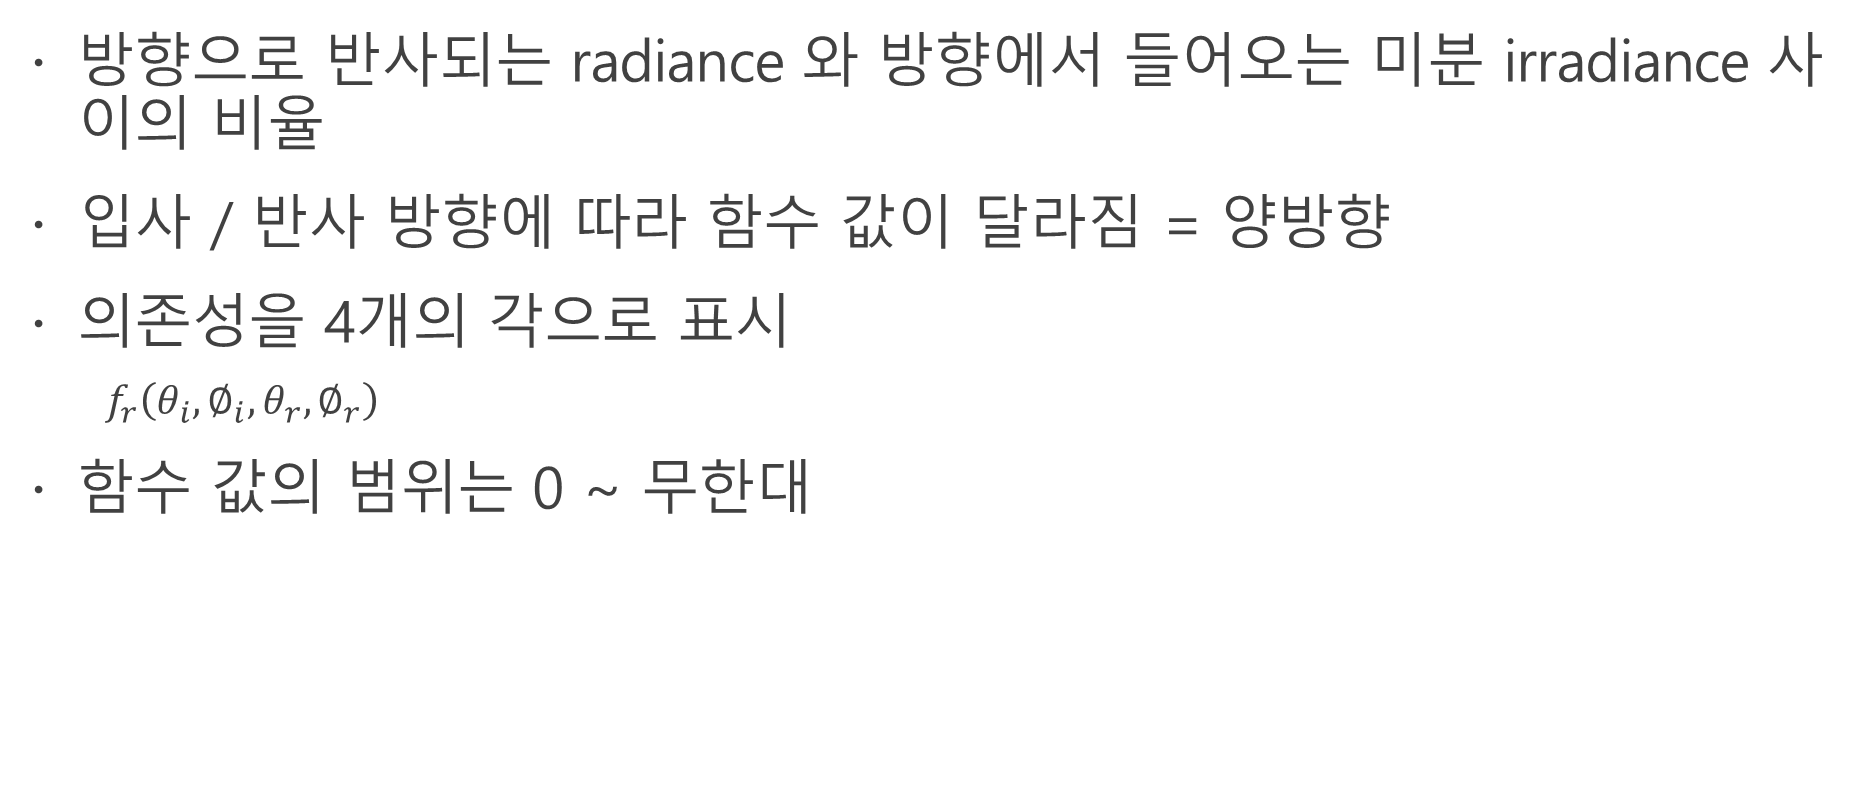 · 방향으로 반사되는 radiance 와 방향에서 들어오는 미분 irradiance 사
이의 비율
· 입사 / 반사 방향에 따라 함수 값이 달라짐 = 양방향
· 의존성을 4개의 각으로 표시
𝑓𝑟(𝜃𝑖, ∅𝑖, 𝜃𝑟, ∅𝑟)
· 함수 값의 범위는 0 ~ 무한대